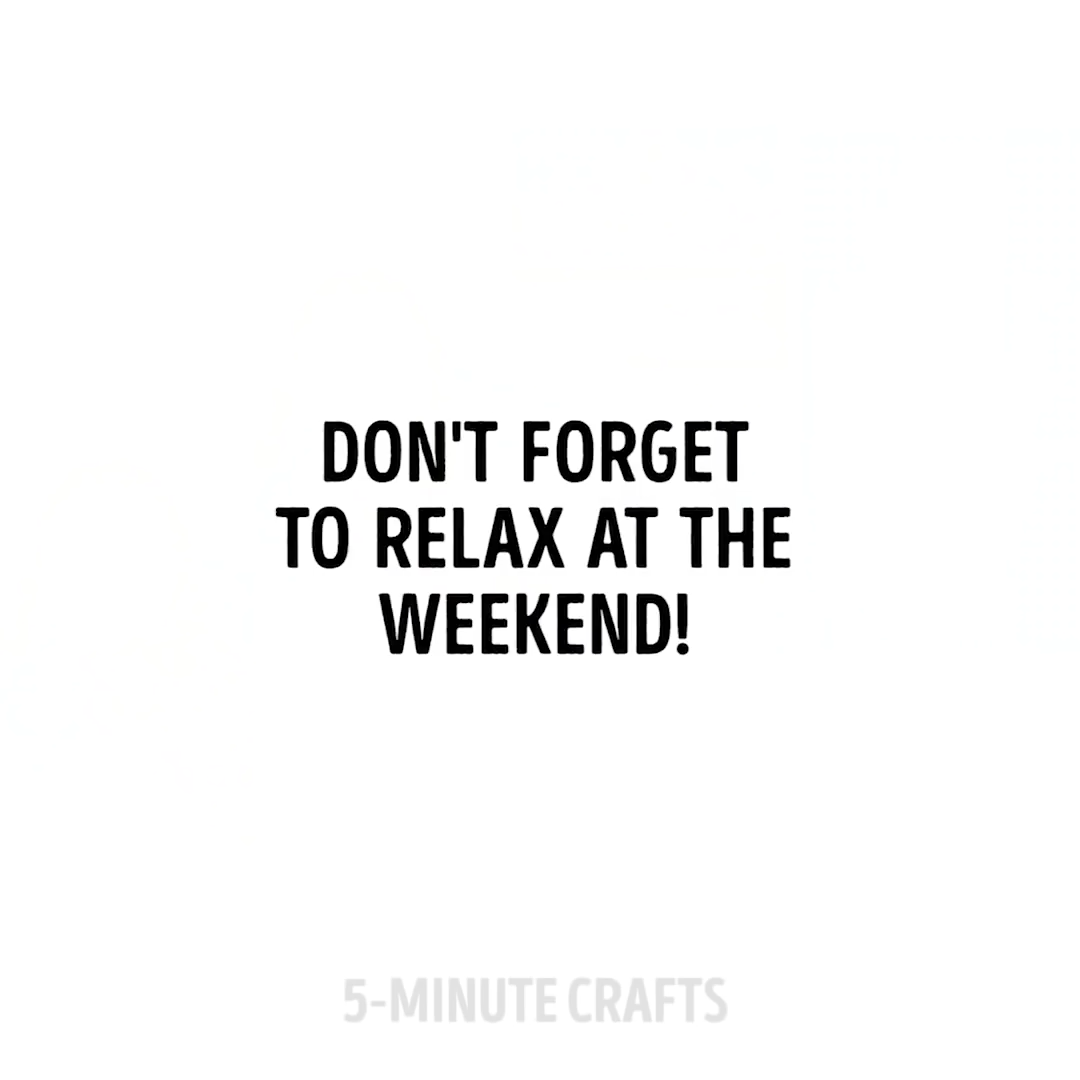 DON'T FORGET
TO RELAX AT THE
WEEKEND!
5-MINUTE CRAFTS